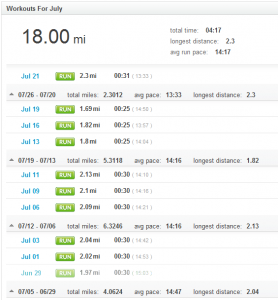 Workouts For July
18.00 mi
total time: 04:17
longest distance: 2.3
avg run pace: 14:17
Jul 21 RUN 2.3 mi 00:31 ( 13:33 )
07/26 - 07/20 total miles: 2.3012 avg pace: 13:33 longest distance: 2.3
Jul 19 RUN 1.69 mi 00:25 ( 14:50 )
Jul 16 RUN 1.82 mi 00:25 ( 13:57 )
Jul 13 RUN 1.8 mi 00:25 ( 14:04 )
07/19 - 07/13 total miles: 5.3118 avg pace: 14:16 longest distance: 1.82
Jul 11 RUN 2.13 mi 00:30
Jul 09 RUN 2.1 mi 00:30
Jul 06 RUN 2.09 mi 00:30 ( 14:21 )
07/12 - 07/06 total miles: 6.3246 avg pace: 14:16 longest distance: 2.13
Jul 03 RUN 2.04 mi 00:30 ( 14:42 )
Jul 01 RUN 2.02 mi 00:30 ( 14:53 )
Jun 29 RUN 1.97 mi 00:30
07/05 - 06/29 total miles: 4.0624 avg pace: 14:47 longest distance: 2.04